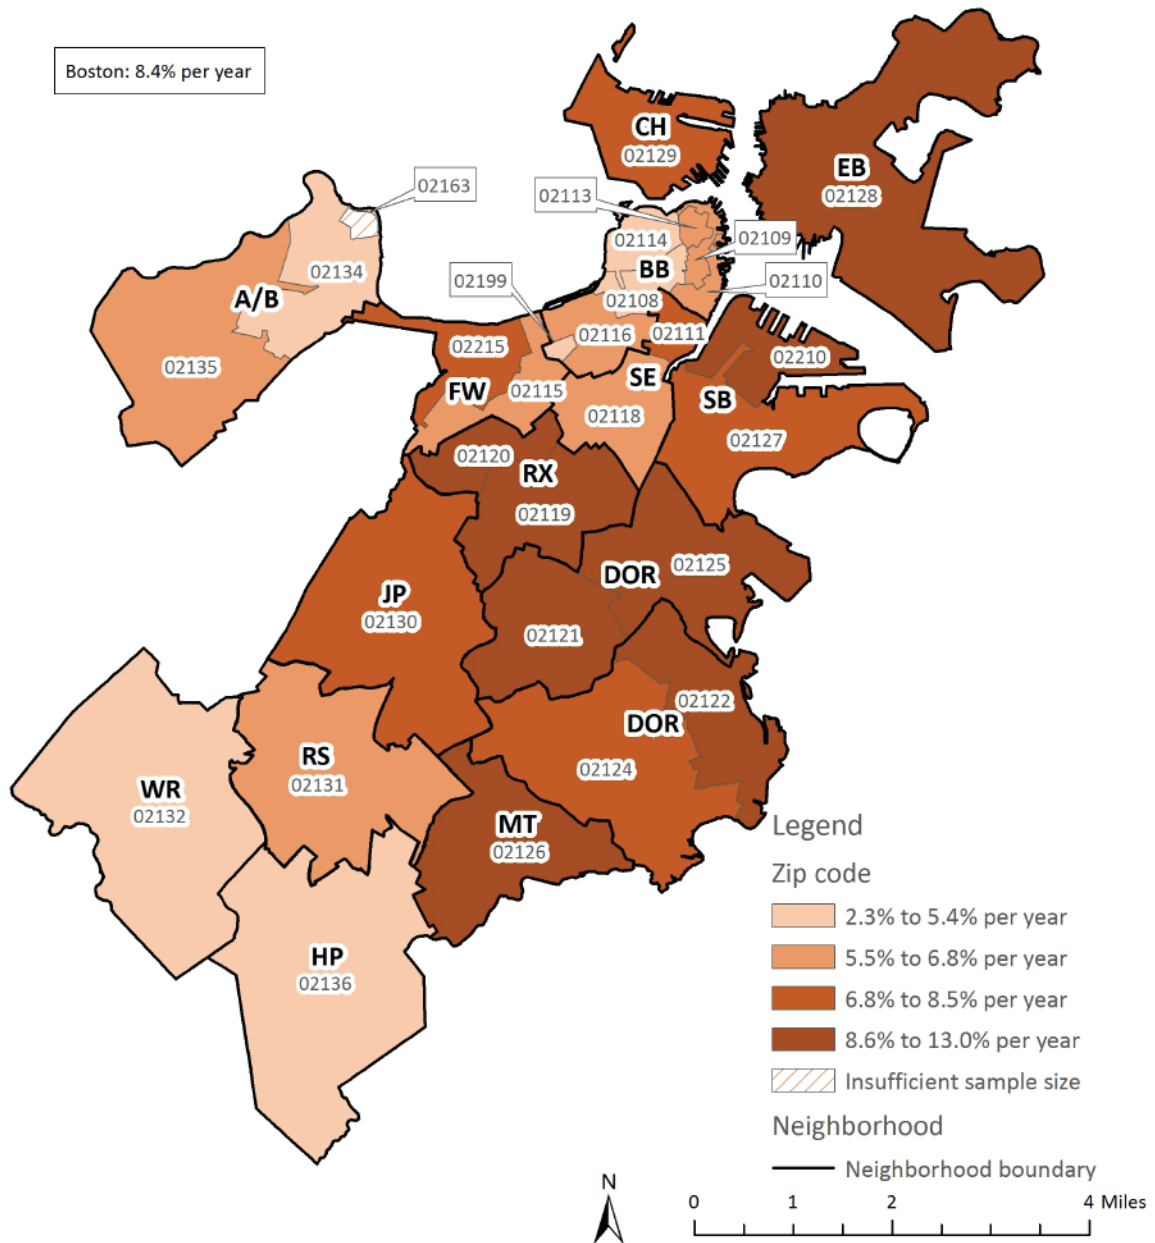 Boston: 8.4% per year
CH
02129
EB
02128
02163
02113
02114
02109
BB
02134
02199
02110
A/B
02108
02116
02111
02215
02210
02135
SE
FW
02115
SB
02118
02127
02120
RX
02119
02125
DOR
JP
02130
02121
02122
DOR
RS
02124
02131
WR
02132
MT
02126
HP
02136
Legend
Zip code
2.3% to 5.4% per year
5.5% to 6.8% per year
6.8% to 8.5% per year
8.6% to 13.0% per year
Insufficient sample size
Neighborhood
Neighborhood boundary
N
0 1 2 4 Miles